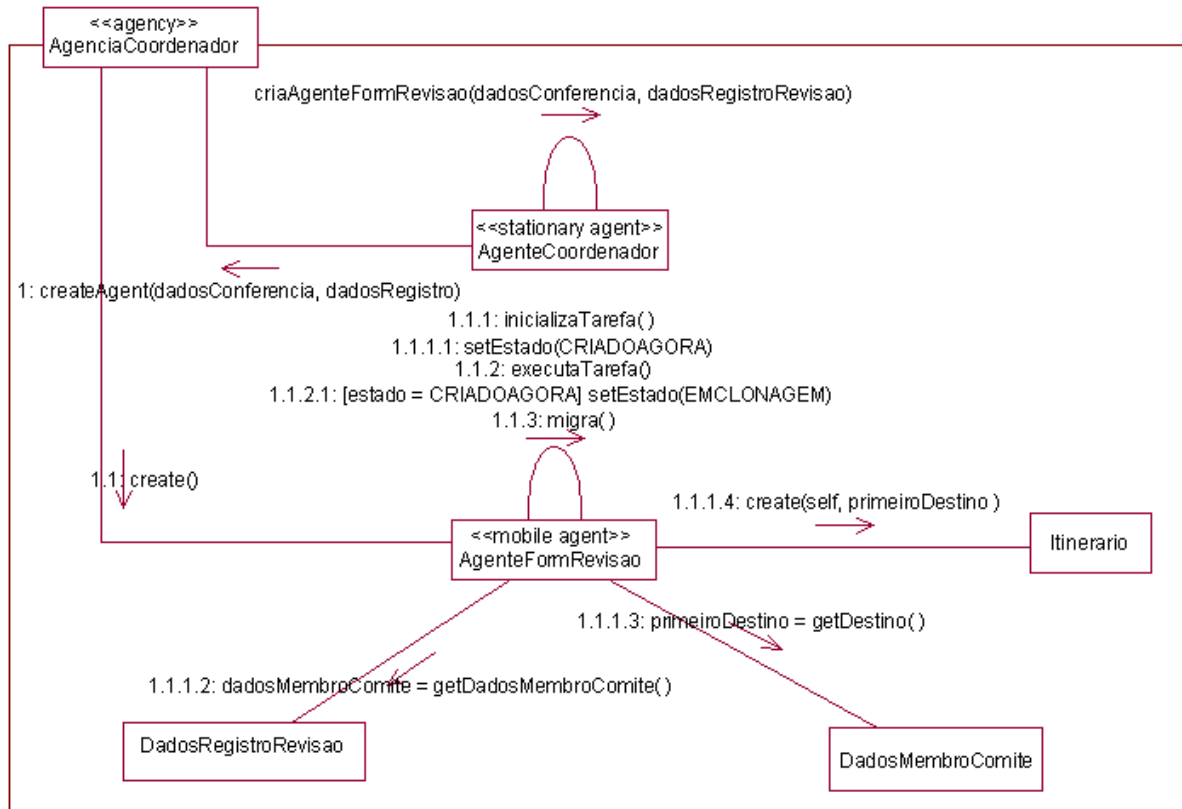 <<agency>>
AgenciaCoordenador
criaAgenteFormRevisao(dadosConferencia, dadosRegistroRevisao)
<<stationary agent>>
AgenteCoordenador
1: createAgent(dadosConferencia, dadosRegistro)
1.1.1: inicializaTarefa()
1.1.1.1: setEstado(CRIADOAGORA)
1.1.2: executaTarefa()
1.1.2.1: [estado = CRIADOAGORA] setEstado(EMCLONAGEM)
1.1.3: migra()
1.1: create()
1.1.1.4: create(self, primeiroDestino )
<<mobile agent>>
AgenteFormRevisao
Itinerario
1.1.1.3: primeiroDestino = getDestino()
1.1.1.2: dadosMembroComite = getDadosMembroComite()
DadosRegistroRevisao
DadosMembroComite